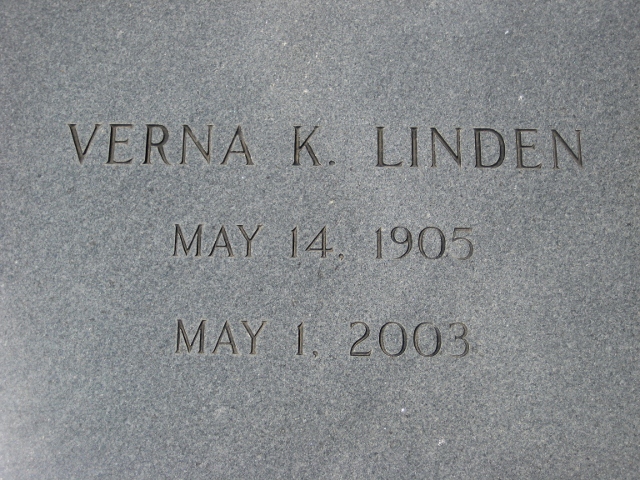 VERNA K. LINDEN
MAY 14, 1905
MAY 1, 2003